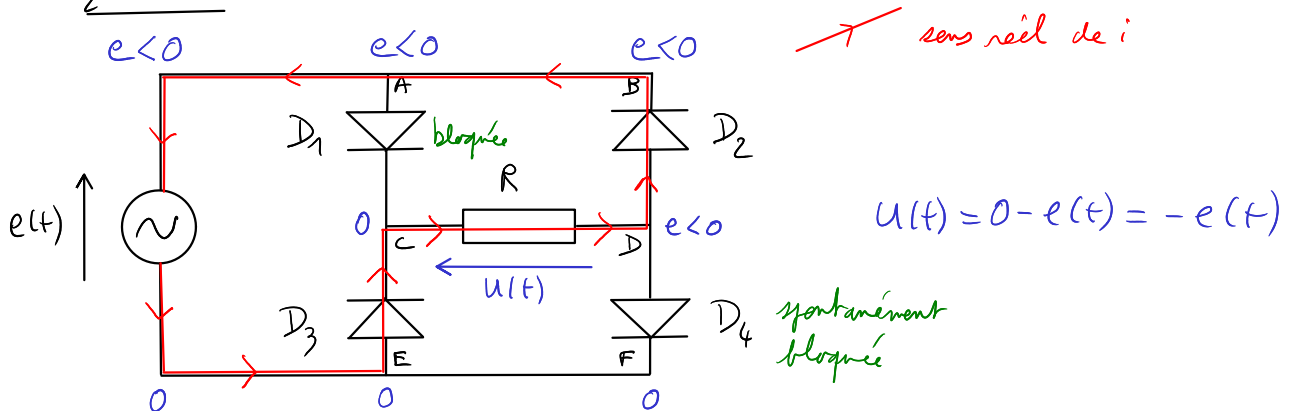 e<0 e<0 e<0 sens réel de i
A B
D1 bloquée D2
R
e(t) 0 C D e<0 u(t) = 0 - e(t) = - e(t)
u(t)
D3 D4 spontanément
bloquée
E F
0 0 0